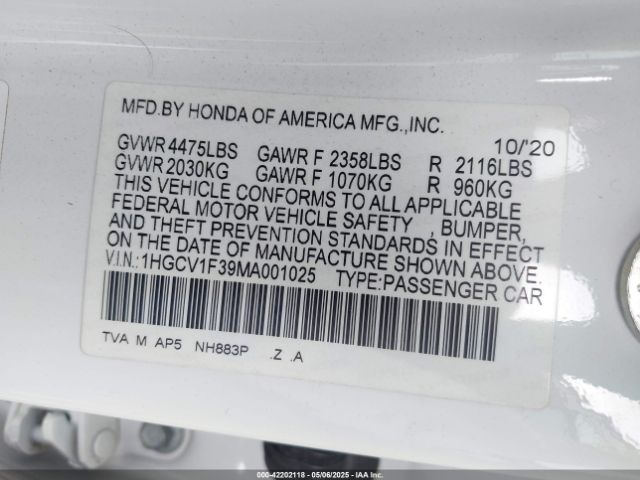 MFD.BY HONDA OF AMERICA MFG.,INC.
10/'20
GVWR 4475LBS GAWR F 2358LBS R 2116LBS
GVWR 2030KG GAWR F 1070KG R 960KG
THIS VEHICLE CONFORMS TO ALL APPLICABLE
FEDERAL MOTOR VEHICLE SAFETY , BUMPER,
AND THEFT PREVENTION STANDARDS IN EFFECT
ON THE DATE OF MANUFACTURE SHOWN ABOVE.
V.I.N.:1HGCV1F39MA001025 TYPE:PASSENGER CAR
TVA M AP5 NH883P .Z .A
000-42202118 | 05/06/2025 - IAAI/PUBLIC